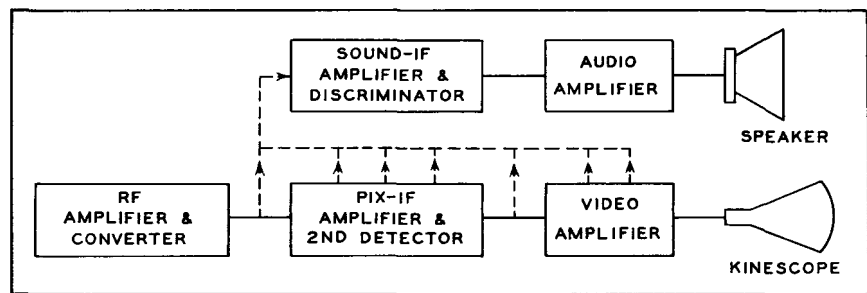 SOUND-IF
AMPLIFIER &
DISCRIMINATOR
AUDIO
AMPLIFIER
SPEAKER
RF
AMPLIFIER &
CONVERTER
PIX-IF
AMPLIFIER &
2ND DETECTOR
VIDEO
AMPLIFIER
KINESCOPE